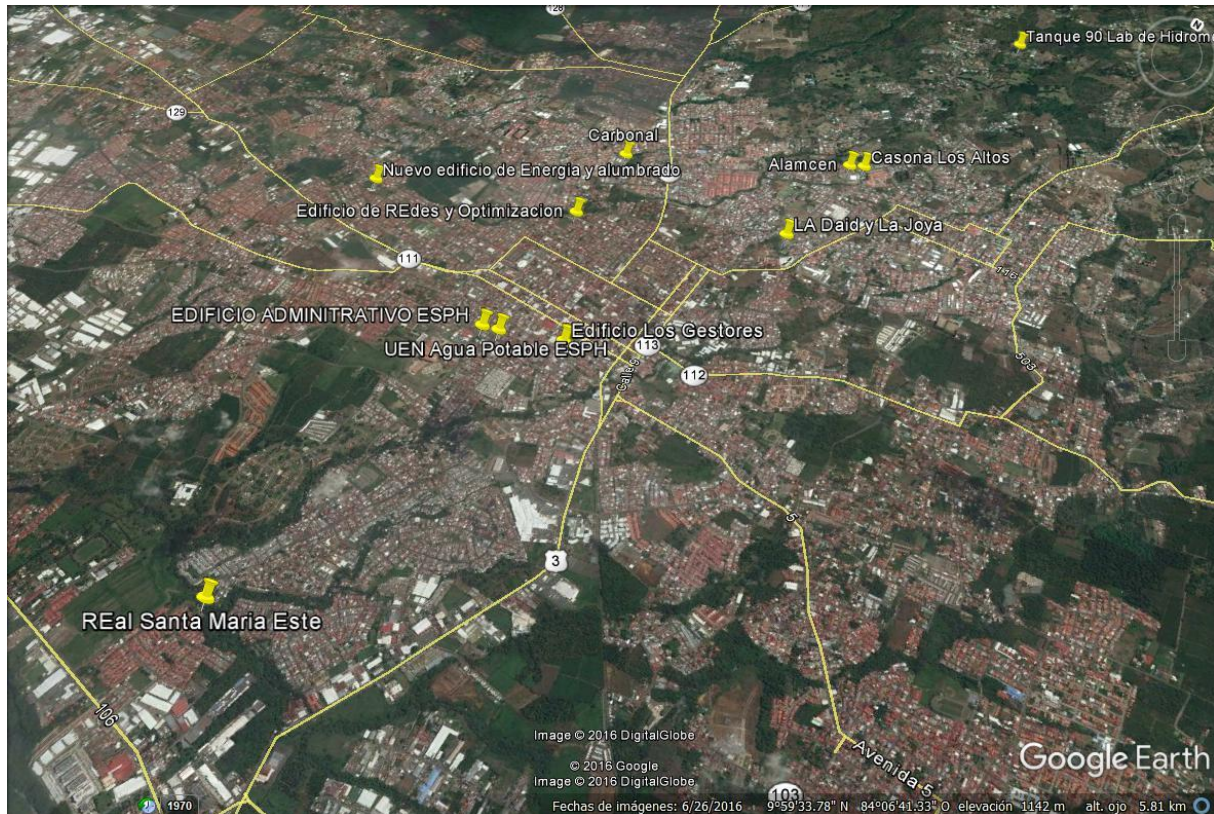 128
N
Tanque 90 Lab de Hidrom
129
Carbonal
Alamcen
Casona Los Altos
Nuevo edificio de Energia y alumbrado
Edificio de REdes y Optimizacion
LA Daid y La Joya
111
116
EDIFICIO ADMINITRATIVO ESPH
Edificio Los Gestores
UEN Agua Potable ESPH
113
503
Calle 9
112
5
3
REal Santa Maria Este
106
Image © 2016 DigitalGlobe
Avenida 5
Google Earth
© 2016 Google
Image © 2016 DigitalGlobe
103
1970
Fechas de imágenes: 6/26/2016 9°59'33.78" N 84°06'41.33" O elevación 1142 m alt. ojo 5.81 km